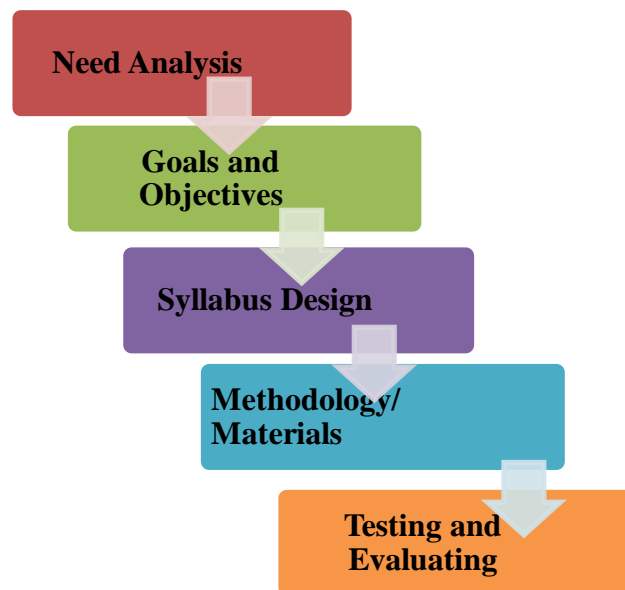 Need Analysis
Goals and
Objectives
Syllabus Design
Methodology/
Materials
Testing and
Evaluating